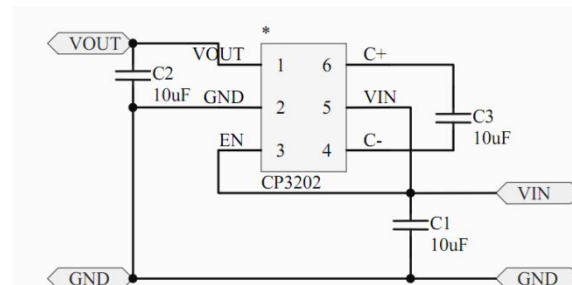 *
VOUT
VOUT
C2
10uF
GND
EN
1
2
3
6
5
4
C+
VIN
C-
C3
10uF
CP3202
VIN
C1
10uF
GND
GND